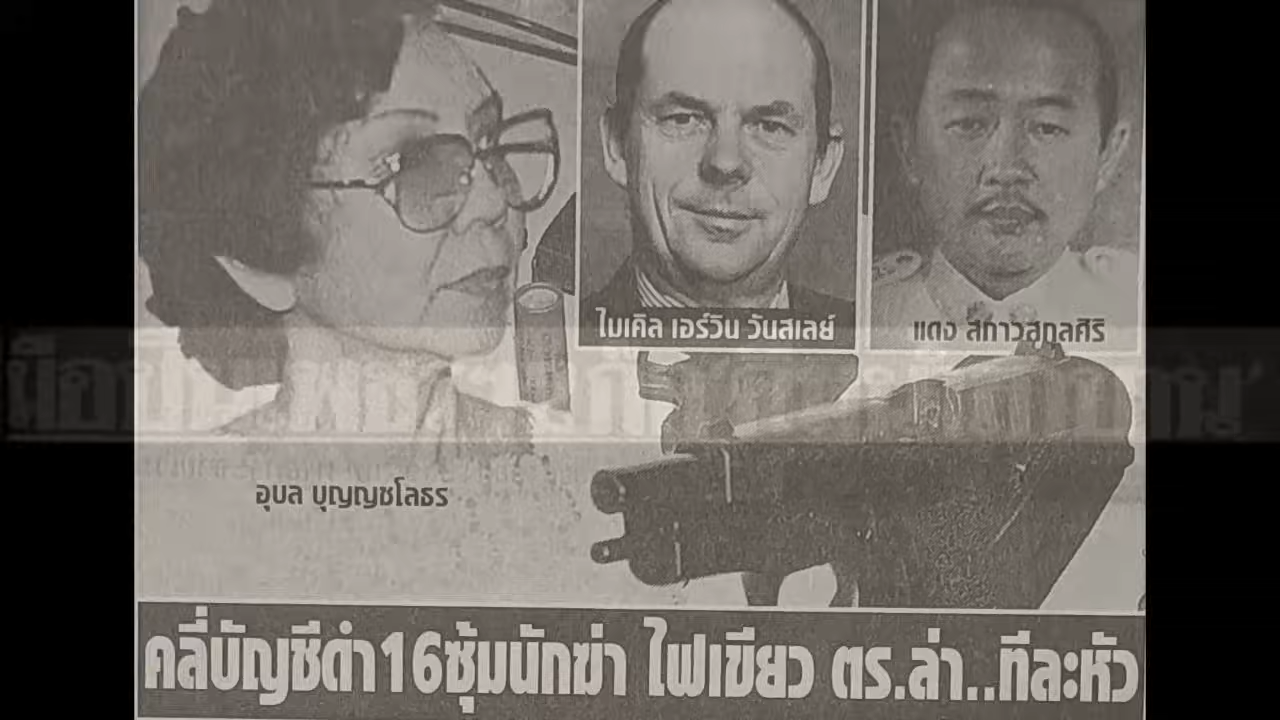 ไมเคิล เอร์วิน วันสเลย์
แดง สภาวสุกลศิริ
อุบล บุญญชโลธร
คลี่บัญชีดำ16ซุ้มนักฆ่า ไฟเขียว ตร.ล่า..ทีละหัว